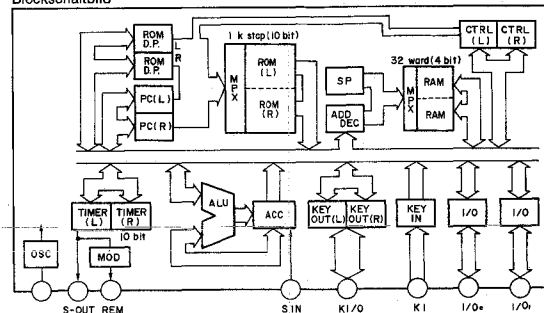 Blockschaltbild
ROM D.P.
L
R
ROM D.P.
PC(L)
PC(R)
1 k step (10 bit)
MPX
ROM (L)
ROM (R)
SP
ADD DEC
32 word (4 bit)
MPX
RAM
RAM
CTRL (L)
CTRL (R)
TIMER (L)
TIMER (R)
10 bit
MOD
OSC
ALU
ACC
KEY OUT(L)
KEY OUT(R)
KEY IN
I/O
I/O
S-OUT
REM
S.IN
K I/O
K I
I/O
I/O